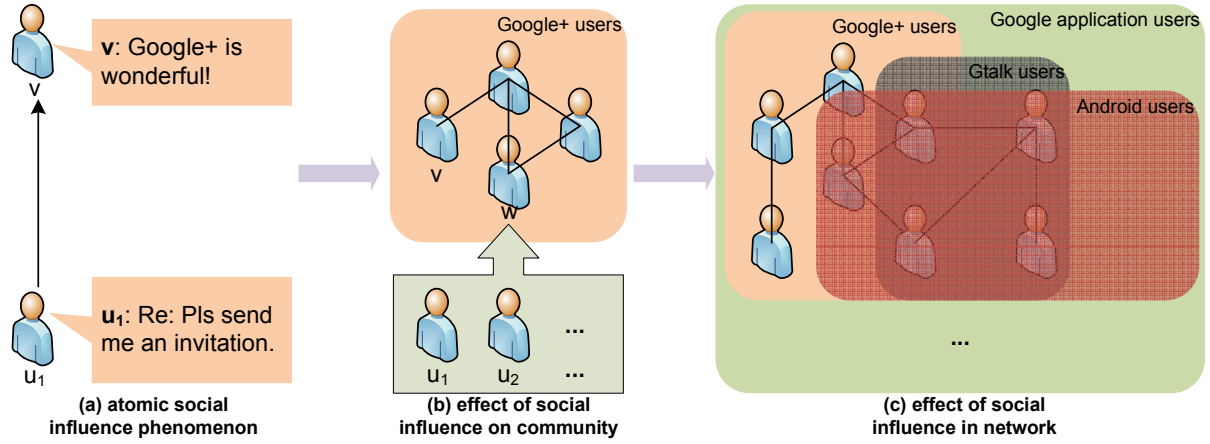 v: Google+ is
wonderful!
v
u1: Re: Pls send
me an invitation.
u1
(a) atomic social
influence phenomenon
Google+ users
v
w
u1
u2
...
...
(b) effect of social
influence on community
Google application users
Google+ users
Gtalk users
Android users
...
(c) effect of social
influence in network